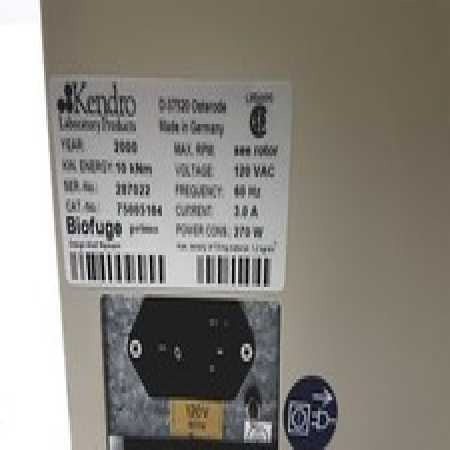 Kendro
Laboratory Products
D-37520 Osterode
Made in Germany
YEAR: 2000
MAX. RPM: see rotor
KIN. ENERGY: 10 kNm
VOLTAGE: 120 VAC
SER.-No.: 287022
FREQUENCY: 60 Hz
CAT.-No.: 75005184
CURRENT: 3.0 A
Biofuge primo
POWER CONS: 270 W
120V